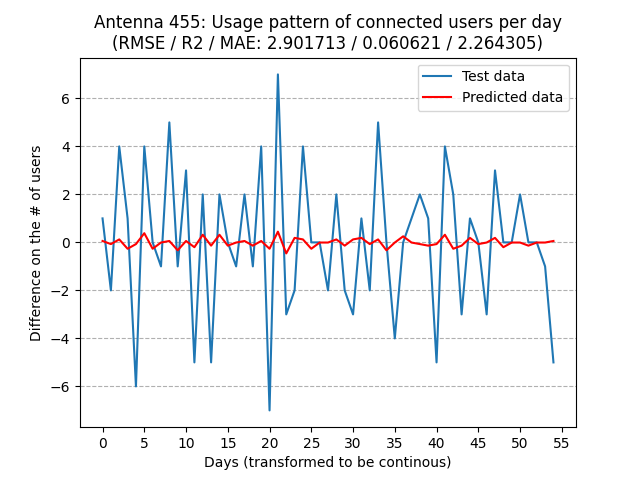 Antenna 455: Usage pattern of connected users per day
(RMSE / R2 / MAE: 2.901713 / 0.060621 / 2.264305)
Test data
Predicted data
6
4
2
0
−2
−4
−6
Difference on the # of users
0 5 10 15 20 25 30 35 40 45 50 55
Days (transformed to be continous)